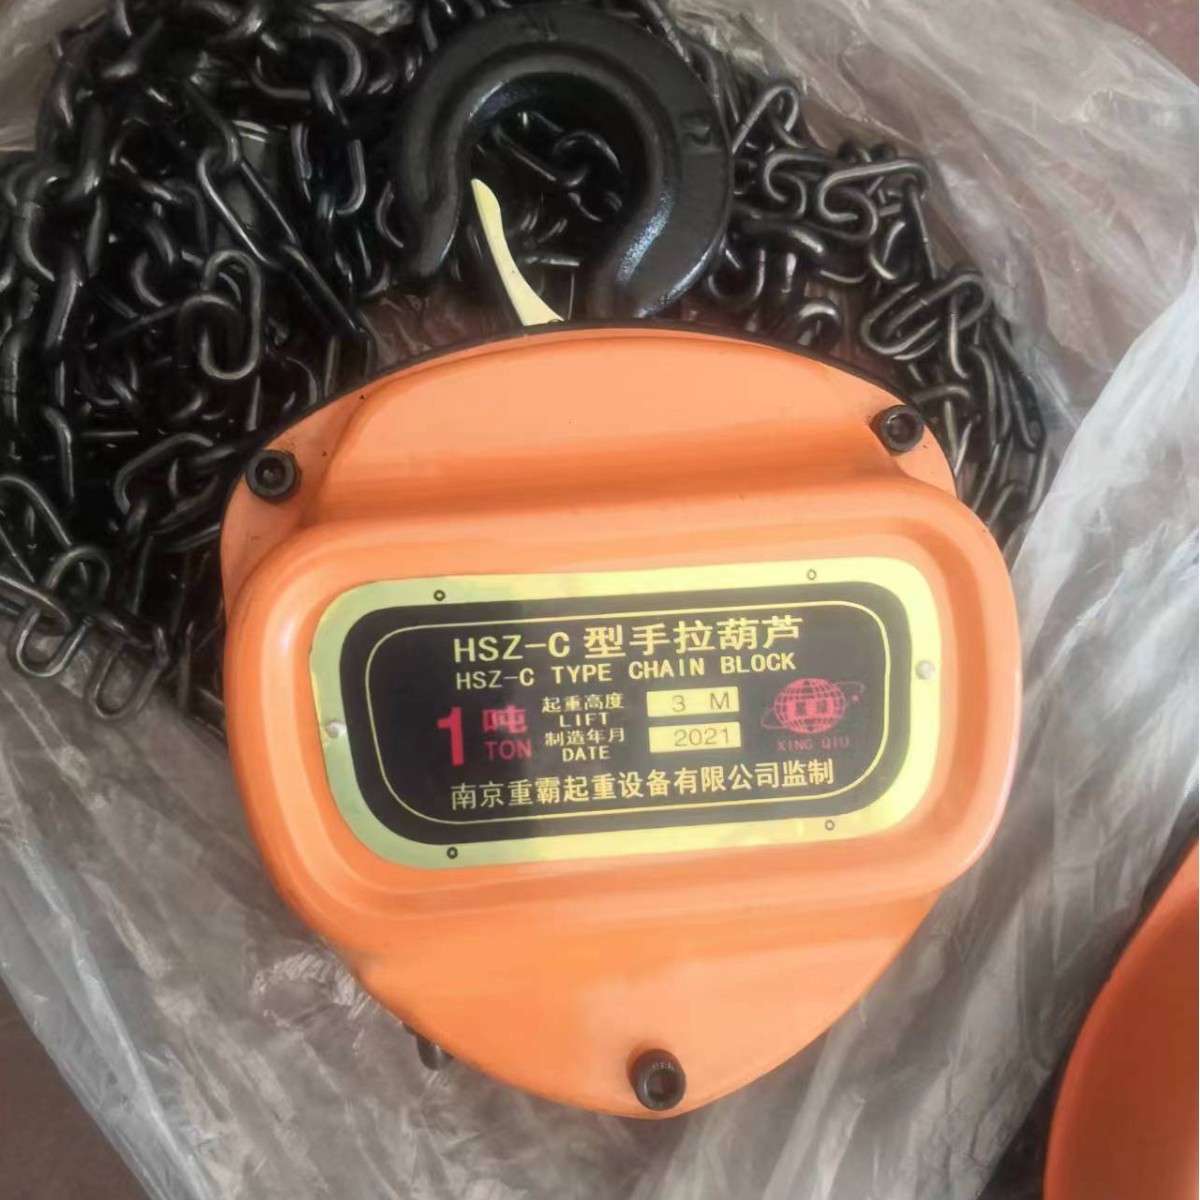 HSZ-C 型手拉葫芦
HSZ-C TYPE CHAIN BLOCK
1 吨
TON
起重高度
LIFT
3 M
制造年月
DATE
2021
XING QIU
南京重霸起重设备有限公司监制